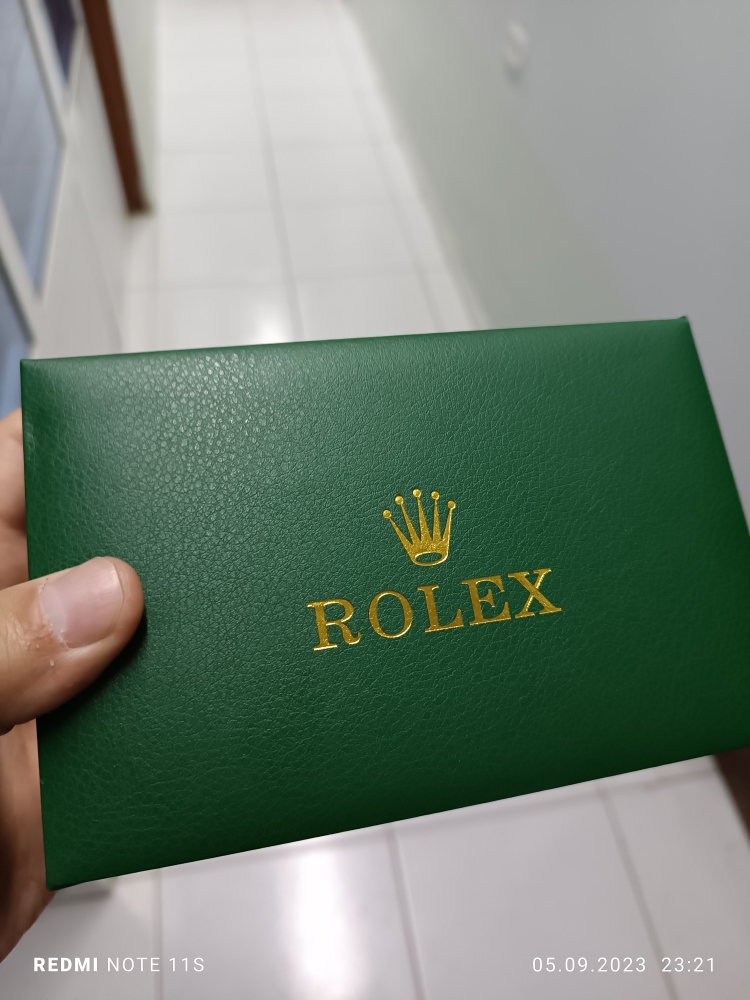 ROLEX
REDMI NOTE 11S
05.09.2023 23:21